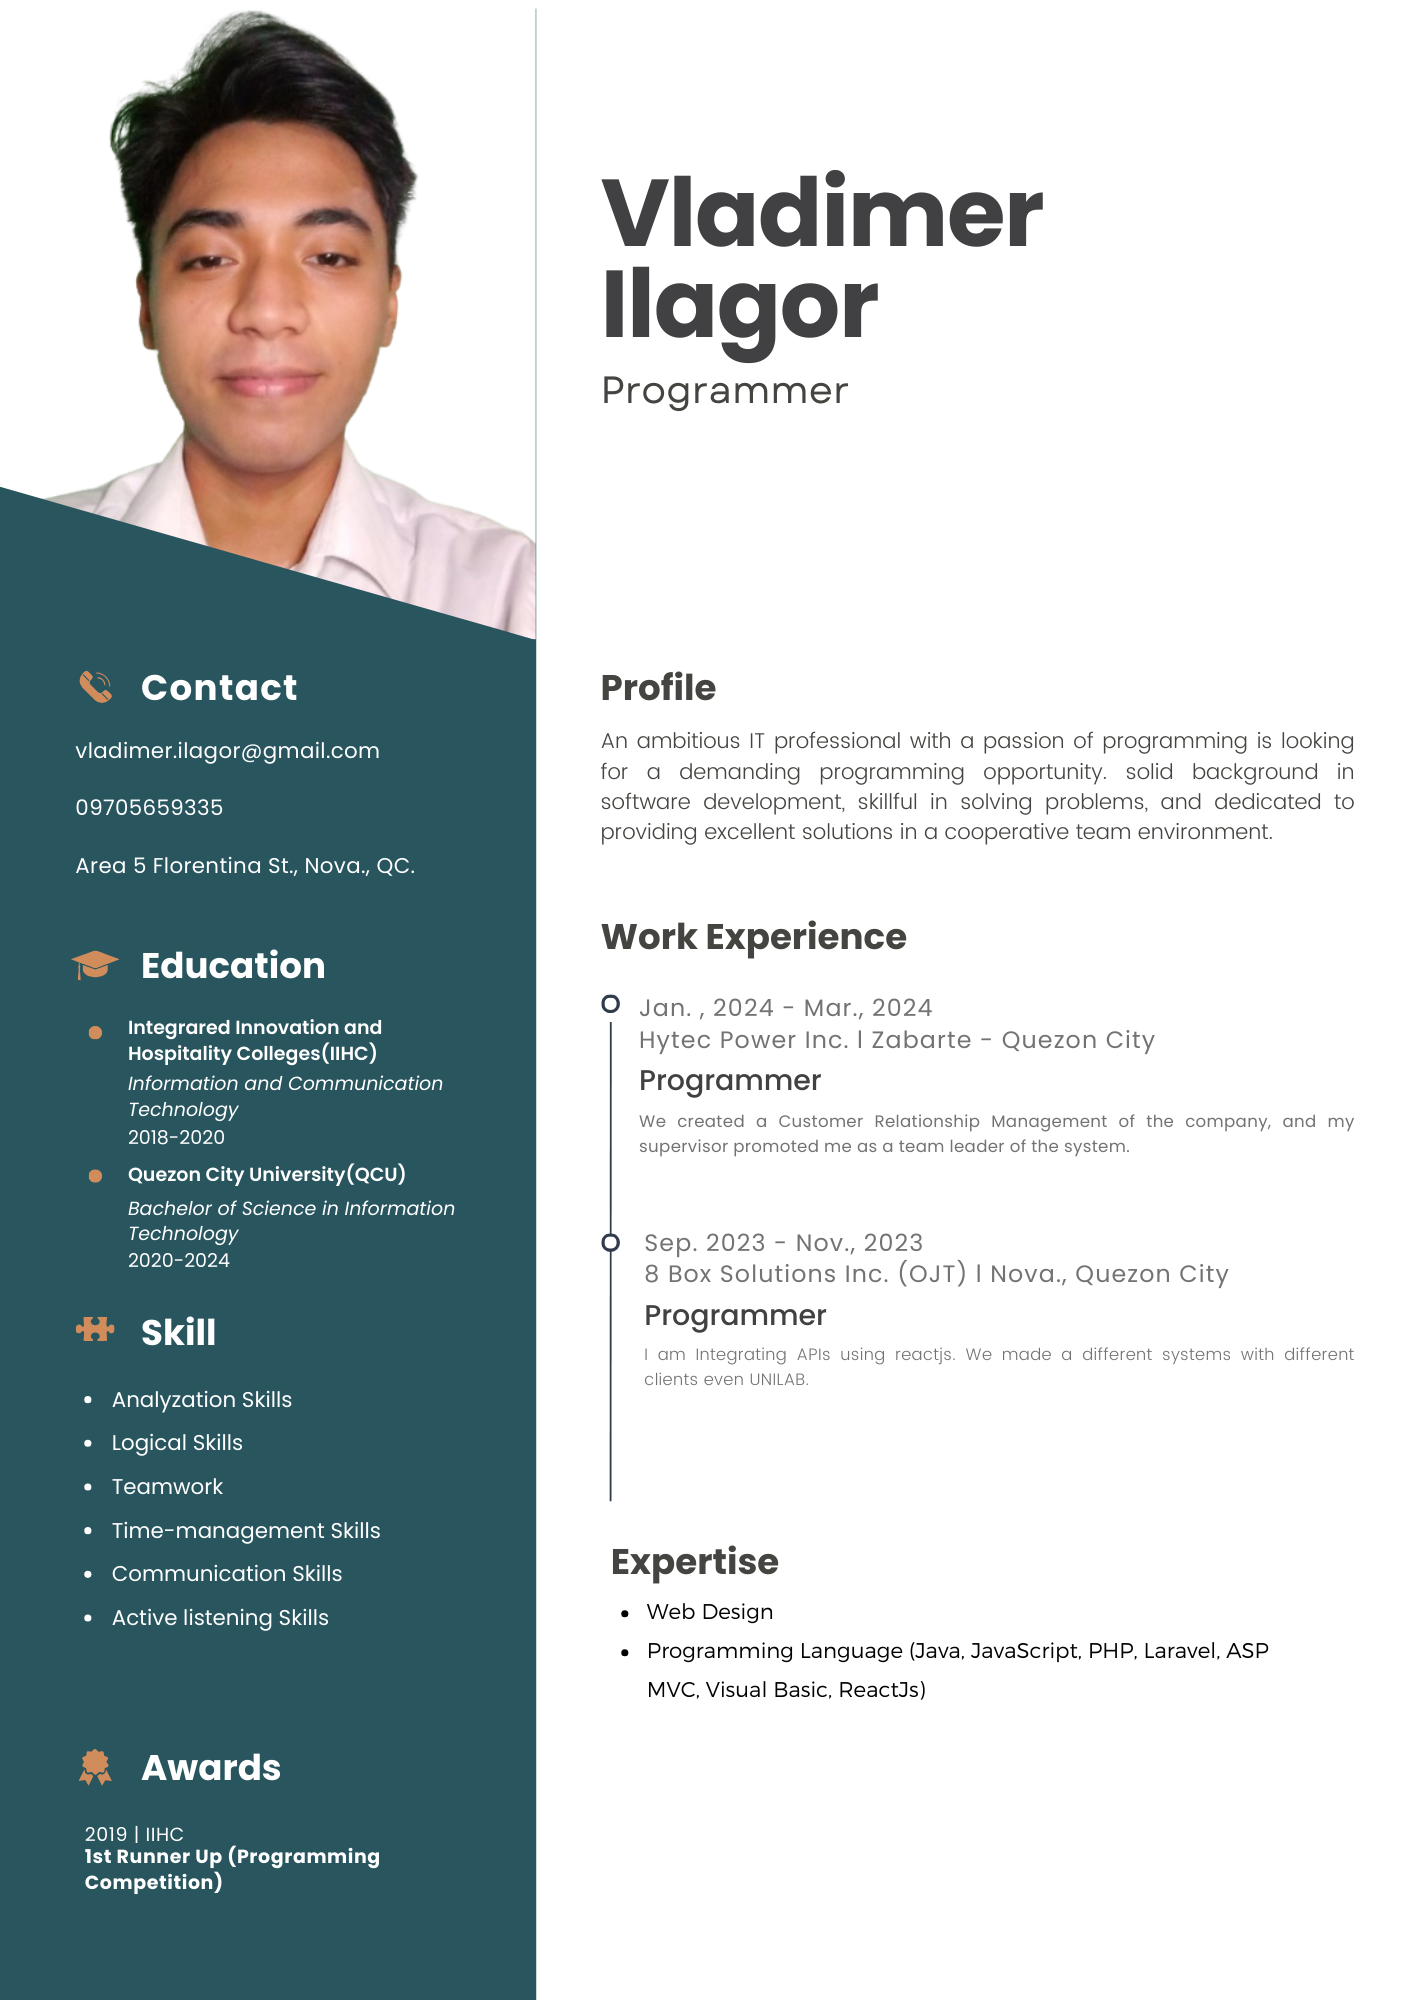 Vladimer
Ilagor
Programmer
Contact
vladimer.ilagor@gmail.com
09705659335
Area 5 Florentina St., Nova., QC.
Education
Integrared Innovation and
Hospitality Colleges(IIHC)
Information and Communication
Technology
2018-2020
Quezon City University(QCU)
Bachelor of Science in Information
Technology
2020-2024
Skill
Analyzation Skills
Logical Skills
Teamwork
Time-management Skills
Communication Skills
Active listening Skills
Awards
2019 | IIHC
1st Runner Up (Programming
Competition)
Profile
An ambitious IT professional with a passion of programming is looking
for a demanding programming opportunity. solid background in
software development, skillful in solving problems, and dedicated to
providing excellent solutions in a cooperative team environment.
Work Experience
Jan. , 2024 - Mar., 2024
Hytec Power Inc. l Zabarte - Quezon City
Programmer
We created a Customer Relationship Management of the company, and my
supervisor promoted me as a team leader of the system.
Sep. 2023 - Nov., 2023
8 Box Solutions Inc. (OJT) l Nova., Quezon City
Programmer
I am Integrating APIs using reactjs. We made a different systems with different
clients even UNILAB.
Expertise
Web Design
Programming Language (Java, JavaScript, PHP, Laravel, ASP
MVC, Visual Basic, ReactJs)